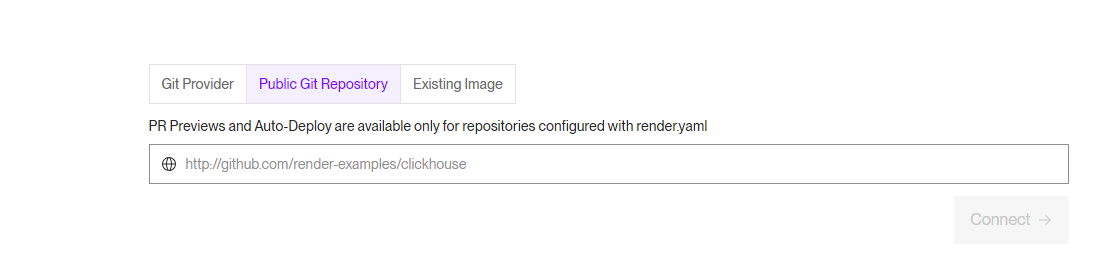 Git Provider Public Git Repository Existing Image
PR Previews and Auto-Deploy are available only for repositories configured with render.yaml
http://github.com/render-examples/clickhouse
Connect →